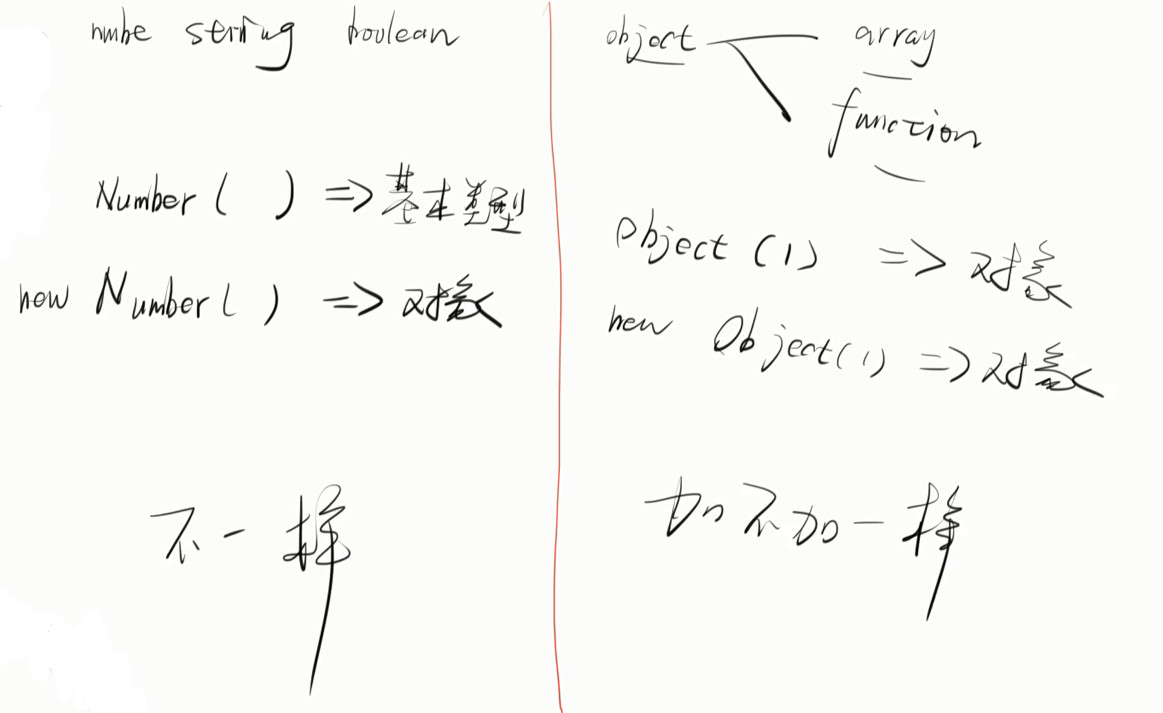 nmbe string boolean
Number ( ) => 基本类型
new Number ( ) => 对象
不一样
object array
function
Object (1) => 对象
new Object (1) => 对象
加不加一样